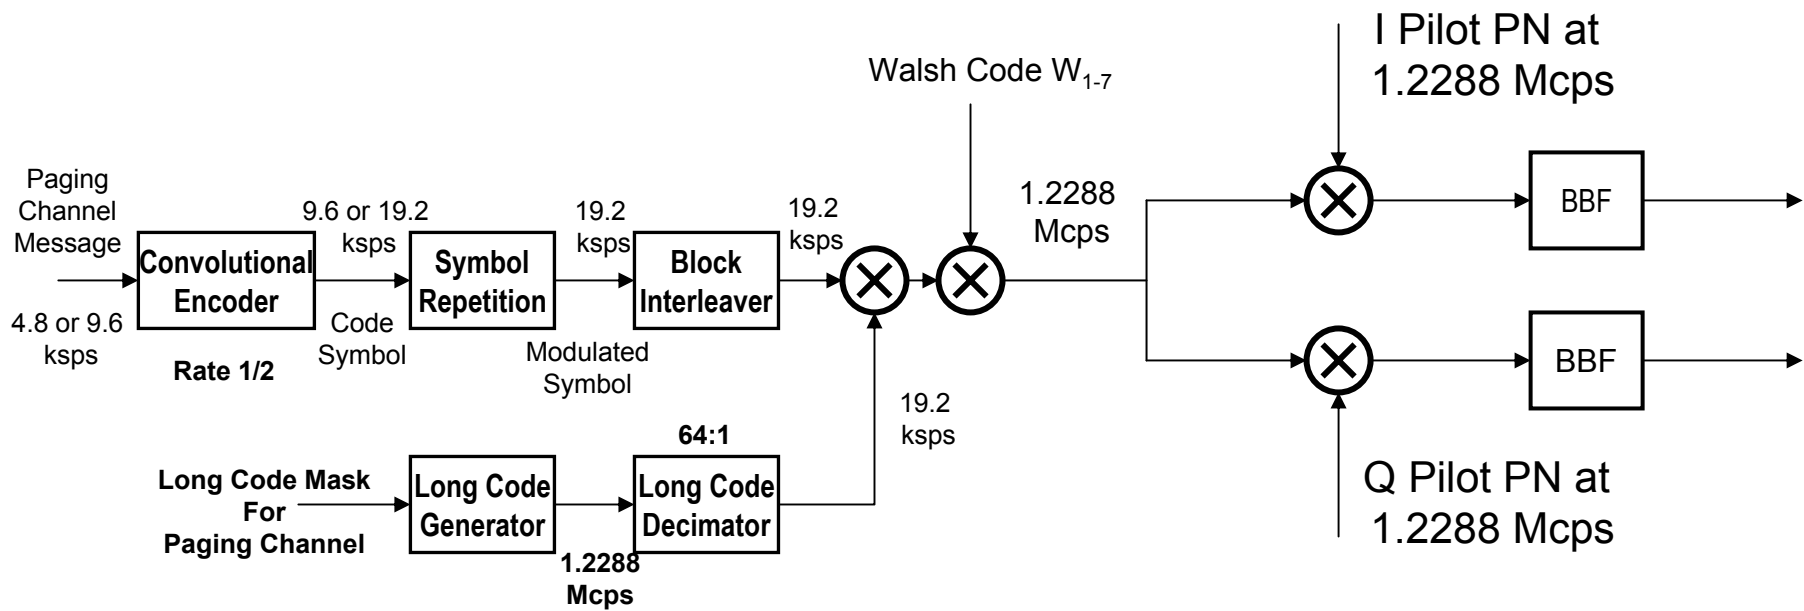 I Pilot PN at
1.2288 Mcps
Walsh Code W1-7
Paging
Channel
Message
4.8 or 9.6
ksps
Convolutional
Encoder
Rate 1/2
9.6 or 19.2
ksps
Code
Symbol
Symbol
Repetition
19.2
ksps
Modulated
Symbol
Block
Interleaver
19.2
ksps
1.2288
Mcps
BBF
BBF
19.2
ksps
Long Code Mask
For
Paging Channel
Long Code
Generator
1.2288
Mcps
64:1
Long Code
Decimator
Q Pilot PN at
1.2288 Mcps